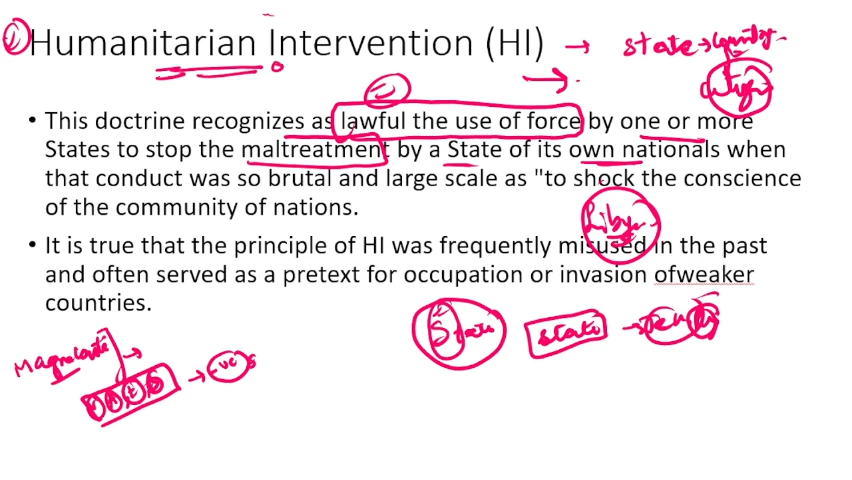 Humanitarian Intervention (HI) → state →
• This doctrine recognizes as lawful the use of force by one or more
States to stop the maltreatment by a State of its own nationals when
that conduct was so brutal and large scale as "to shock the conscience
of the community of nations.
Libya
• It is true that the principle of HI was frequently misused in the past
and often served as a pretext for occupation or invasion ofweaker
countries.
State state
Magnacarta